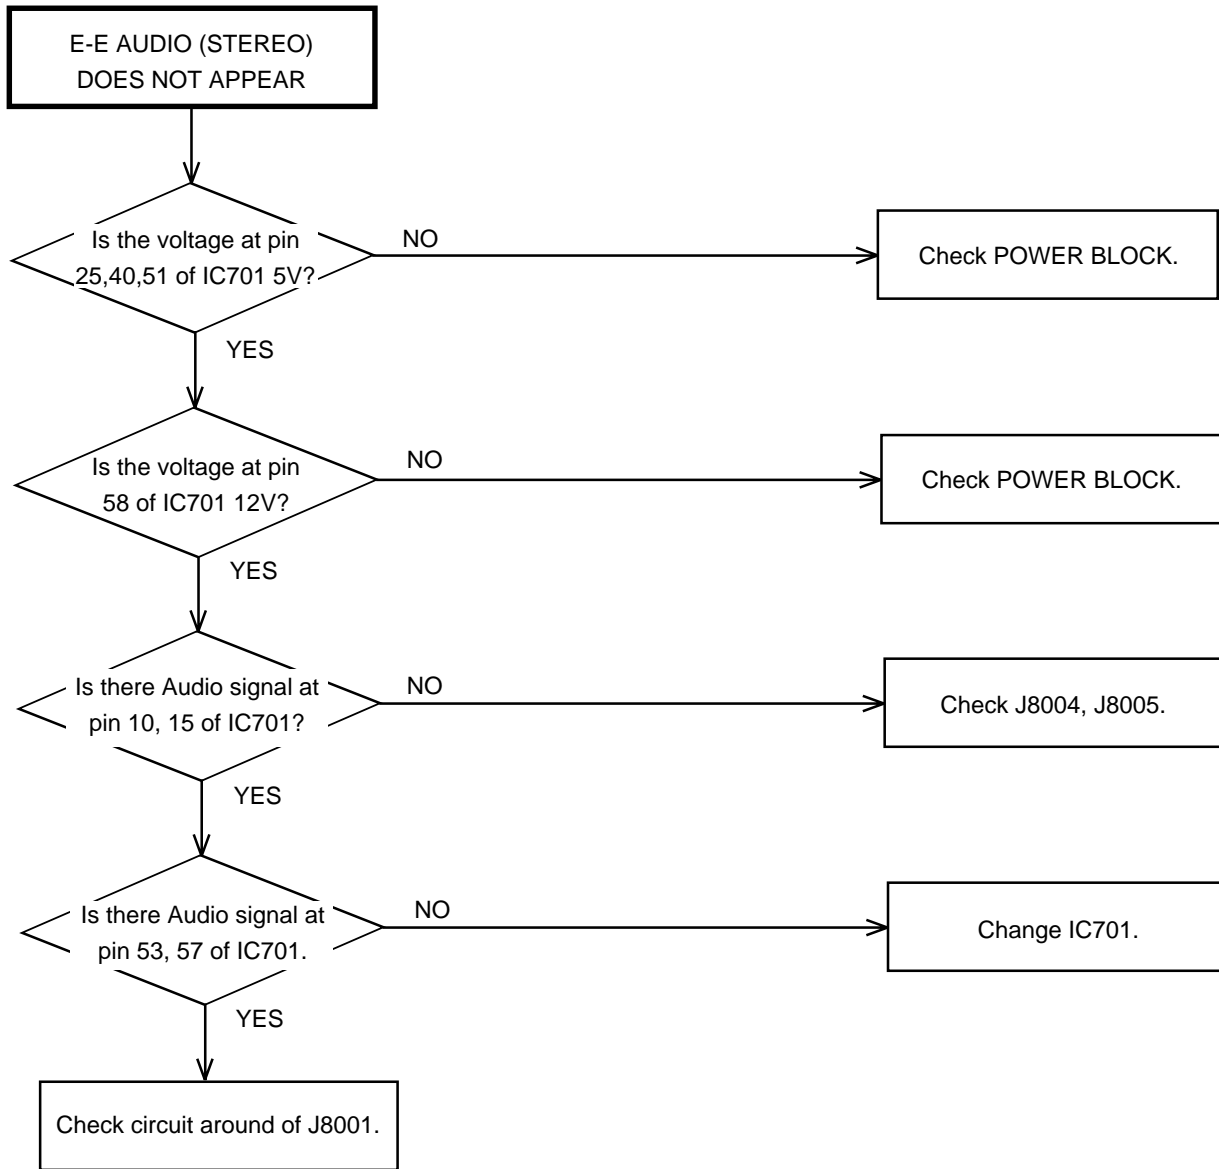 E-E AUDIO (STEREO)
DOES NOT APPEAR
Is the voltage at pin
25,40,51 of IC701 5V?
NO
Check POWER BLOCK.
YES
Is the voltage at pin
58 of IC701 12V?
NO
Check POWER BLOCK.
YES
Is there Audio signal at
pin 10, 15 of IC701?
NO
Check J8004, J8005.
YES
Is there Audio signal at
pin 53, 57 of IC701.
NO
Change IC701.
YES
Check circuit around of J8001.